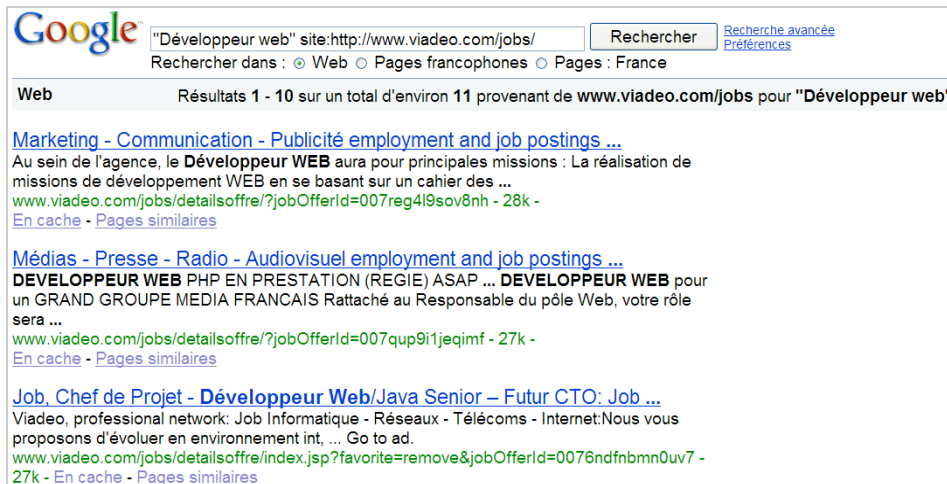 Google "Développeur web" site:http://www.viadeo.com/jobs/ Rechercher Recherche avancée
Préférences
Rechercher dans : Web Pages francophones Pages : France
Web Résultats 1 - 10 sur un total d'environ 11 provenant de www.viadeo.com/jobs pour "Développeur web"
Marketing - Communication - Publicité employment and job postings ...
Au sein de l'agence, le Développeur WEB aura pour principales missions : La réalisation de
missions de développement WEB en se basant sur un cahier des ...
www.viadeo.com/jobs/detailsoffre/?jobOfferId=007reg4l9sov8nh - 28k -
En cache - Pages similaires
Médias - Presse - Radio - Audiovisuel employment and job postings ...
DEVELOPPEUR WEB PHP EN PRESTATION (REGIE) ASAP ... DEVELOPPEUR WEB pour
un GRAND GROUPE MEDIA FRANCAIS Rattaché au Responsable du pôle Web, votre rôle
sera ...
www.viadeo.com/jobs/detailsoffre/?jobOfferId=007qup9i1jeqimf - 27k -
En cache - Pages similaires
Job, Chef de Projet - Développeur Web/Java Senior – Futur CTO: Job ...
Viadeo, professional network: Job Informatique - Réseaux - Télécoms - Internet:Nous vous
proposons d'évoluer en environnement int, ... Go to ad.
www.viadeo.com/jobs/detailsoffre/index.jsp?favorite=remove&jobOfferId=0076ndfnbmn0uv7 -
27k - En cache - Pages similaires